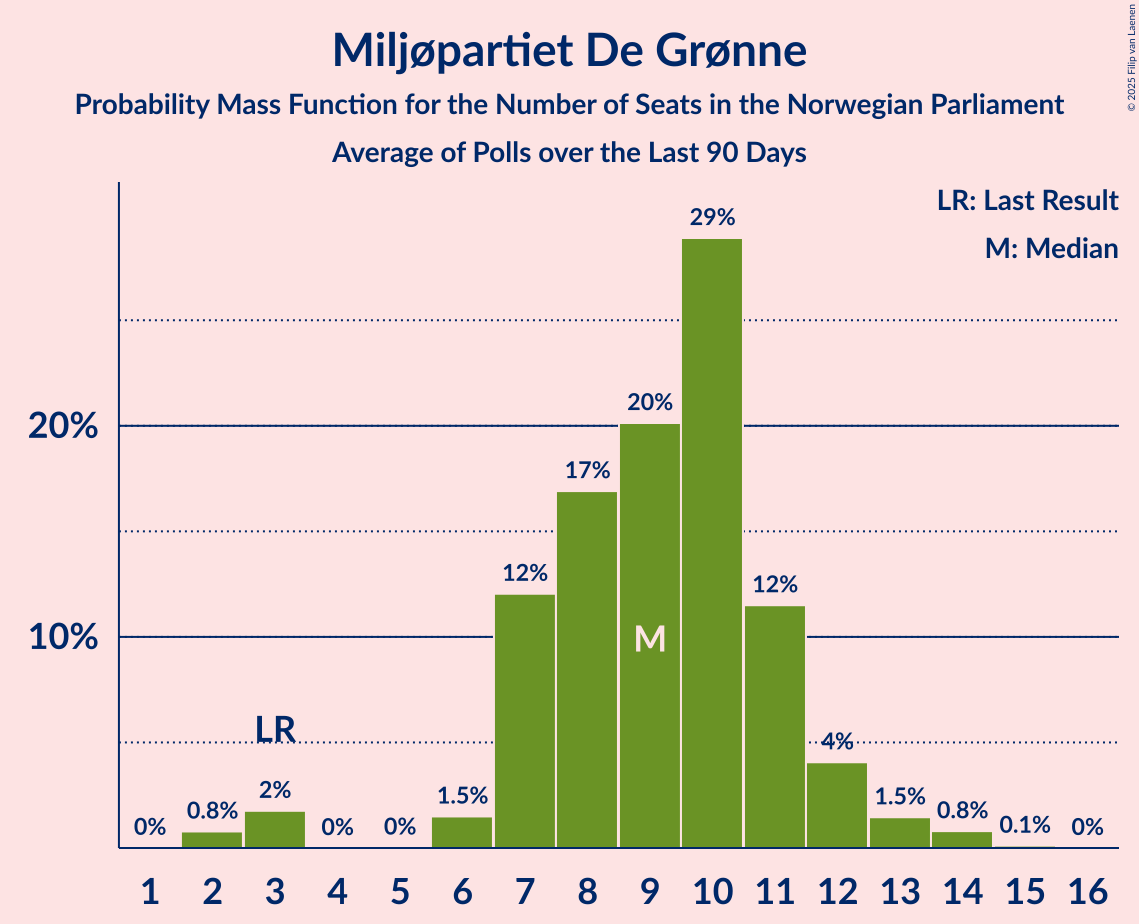 Miljøpartiet De Grønne
Probability Mass Function for the Number of Seats in the Norwegian Parliament
Average of Polls over the Last 90 Days
© 2025 Filip van Laenen
LR: Last Result
M: Median
29%
20%
20%
17%
12%
12%
10%
M
LR
4%
2%
1.5%
1.5%
0.8%
0.8%
0%
0%
0%
0.1%
0%
1 2 3 4 5 6 7 8 9 10 11 12 13 14 15 16